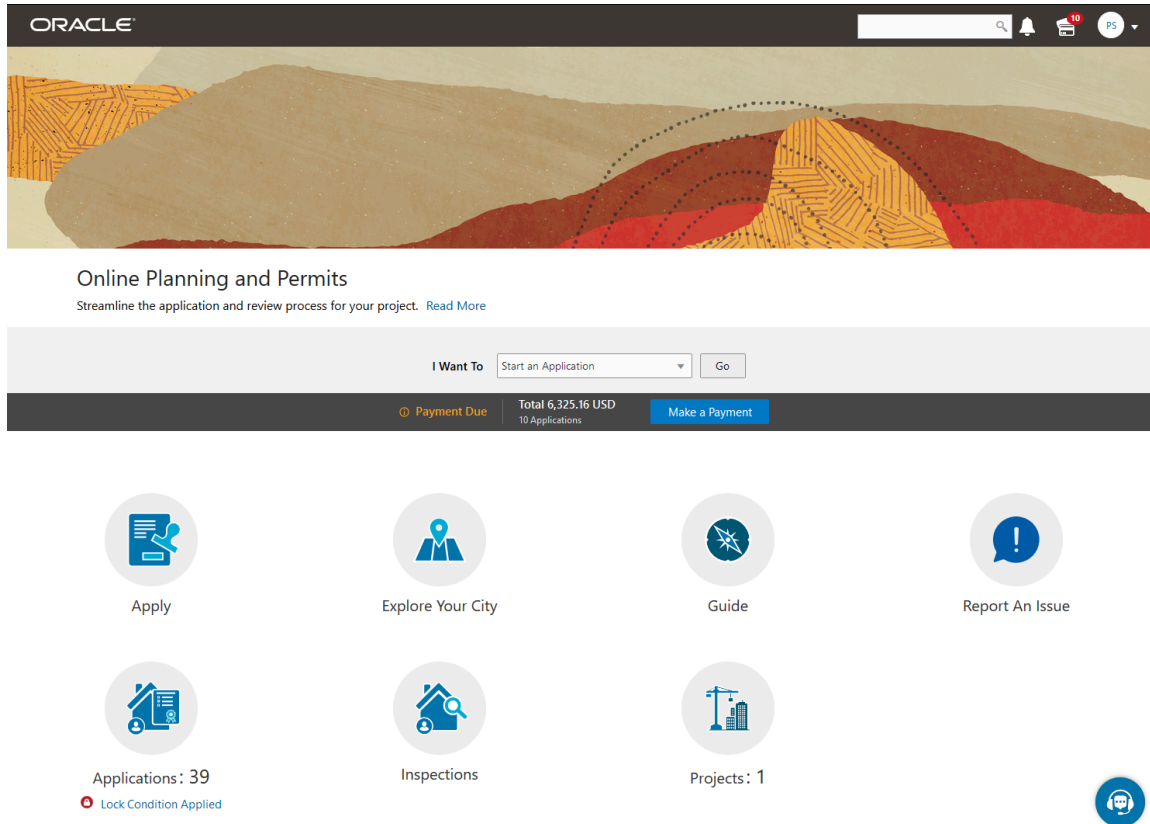 ORACLE
10
PS
Online Planning and Permits
Streamline the application and review process for your project. Read More
I Want To Start an Application Go
Payment Due Total 6,325.16 USD Make a Payment
10 Applications
Apply Explore Your City Guide Report An Issue
Applications: 39 Inspections Projects: 1
Lock Condition Applied